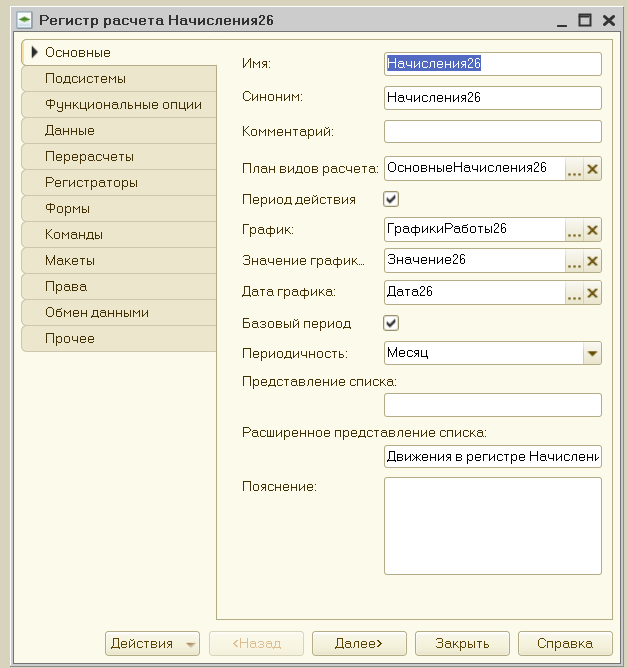 Регистр расчета Начисления26
Основные
Подсистемы
Функциональные опции
Данные
Перерасчеты
Регистраторы
Формы
Команды
Макеты
Права
Обмен данными
Прочее
Имя: Начисления26
Синоним: Начисления26
Комментарий:
План видов расчета: ОсновныеНачисления26 ...
Период действия
График: ГрафикиРаботы26 ...
Значение график... Значение26 ...
Дата графика: Дата26 ...
Базовый период
Периодичность: Месяц
Представление списка:
Расширенное представление списка:
Движения в регистре Начислени
Пояснение:
Действия <Назад Далее> Закрыть Справка